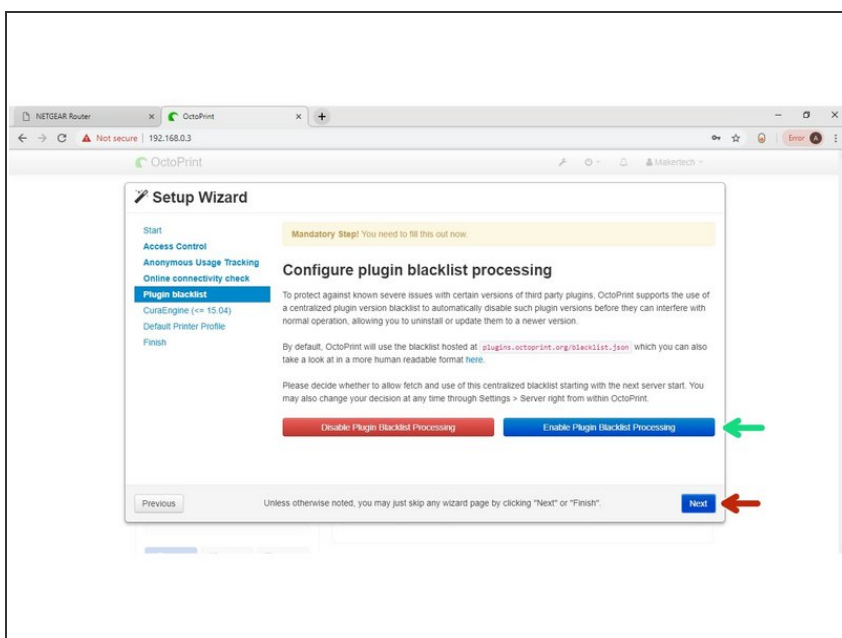 NETGEAR Router
OctoPrint
Not secure | 192.168.0.3
Error A
OctoPrint
Makertech
Setup Wizard
Start
Access Control
Anonymous Usage Tracking
Online connectivity check
Plugin blacklist
CuraEngine (<= 15.04)
Default Printer Profile
Finish
Mandatory Step! You need to fill this out now.
Configure plugin blacklist processing
To protect against known severe issues with certain versions of third party plugins, OctoPrint supports the use of
a centralized plugin version blacklist to automatically disable such plugin versions before they can interfere with
normal operation, allowing you to uninstall or update them to a newer version.
By default, OctoPrint will use the blacklist hosted at plugins.octoprint.org/blacklist.json which you can also
take a look at in a more human readable format here.
Please decide whether to allow fetch and use of this centralized blacklist starting with the next server start. You
may also change your decision at any time through Settings > Server right from within OctoPrint.
Disable Plugin Blacklist Processing
Enable Plugin Blacklist Processing
Previous
Unless otherwise noted, you may just skip any wizard page by clicking "Next" or "Finish".
Next